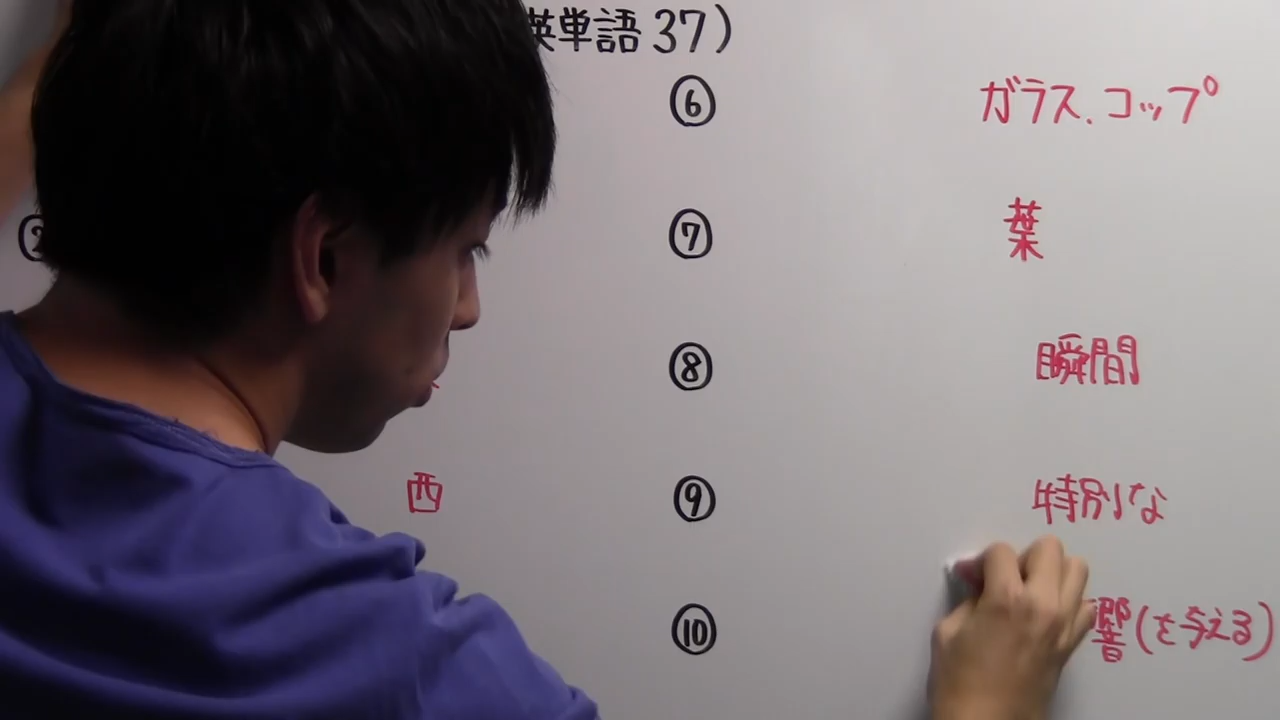 英単語37)
⑥ ガラス.コップ
⑦ 葉
⑧ 瞬間
②
西
⑨ 特別な
⑩ 響(を与える)